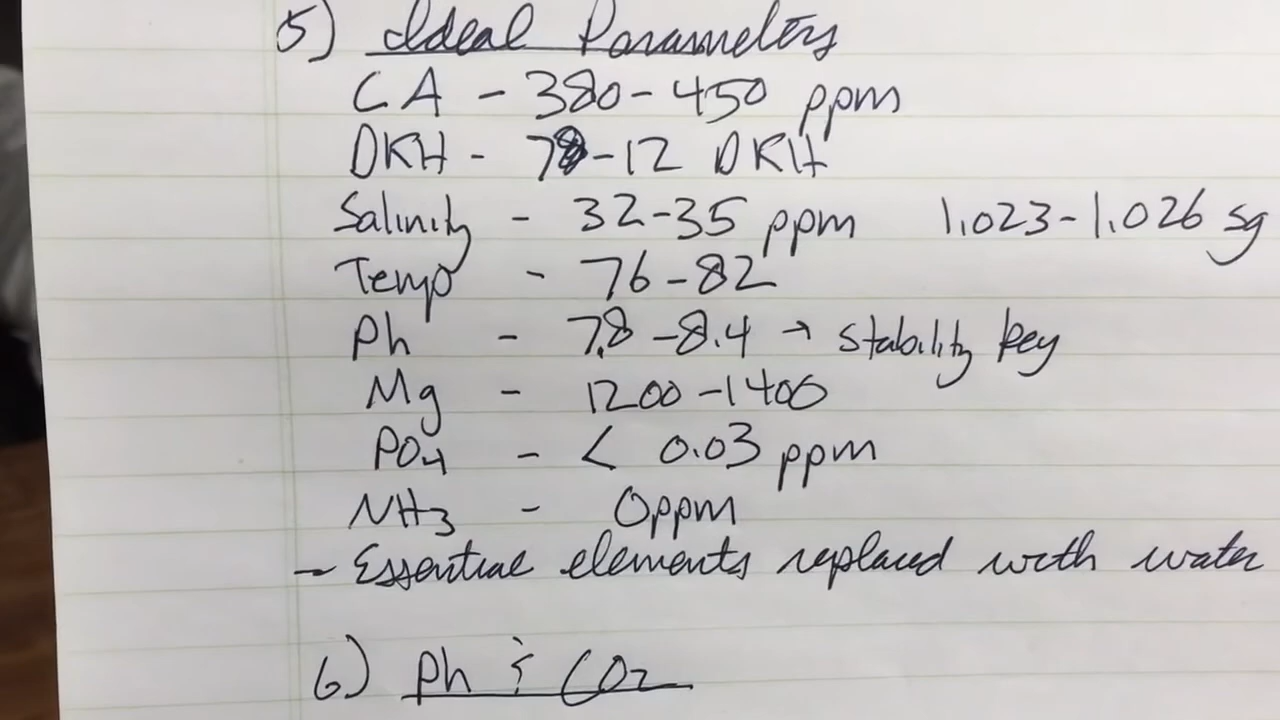 5) Ideal Parameters
CA - 380-450 ppm
DKH - 7-12 DKH
Salinity - 32-35 ppm 1.023-1.026 sg
Temp - 76-82
Ph - 7.8-8.4 → stability key
Mg - 1200-1400
PO4 - < 0.03 ppm
NH3 - 0ppm
- Essential elements replaced with water
6) Ph & CO2